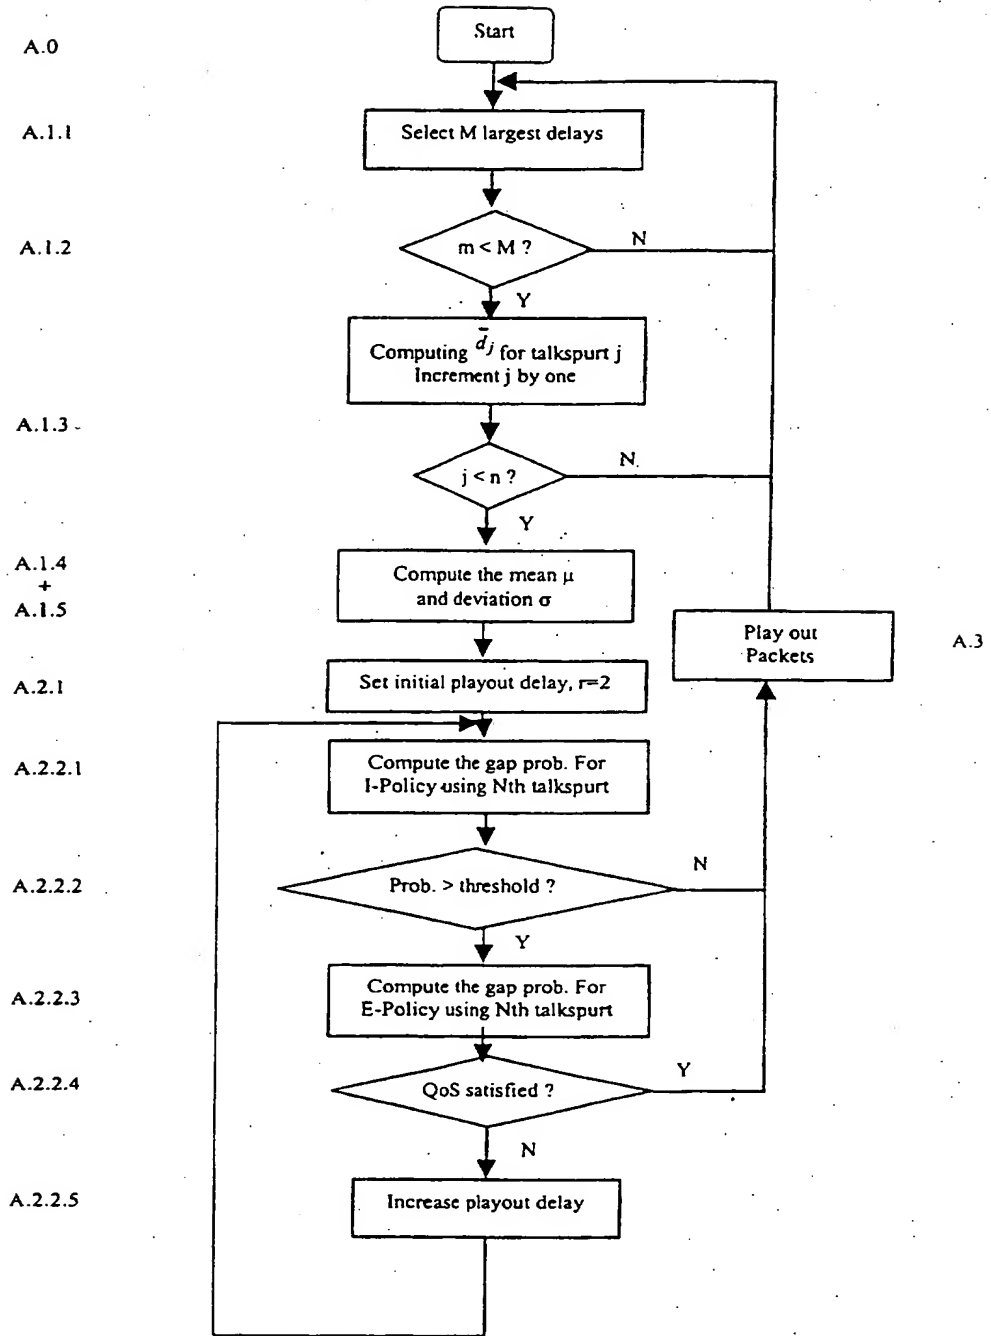 Start
A.0
A.1.1
Select M largest delays
A.1.2
m < M ?
N
Y
Computing d̄j for talkspurt j
Increment j by one
A.1.3
j < n ?
N
Y
A.1.4
+
A.1.5
Compute the mean μ
and deviation σ
Play out
Packets
A.3
A.2.1
Set initial playout delay, r=2
A.2.2.1
Compute the gap prob. For
I-Policy using Nth talkspurt
A.2.2.2
Prob. > threshold ?
N
Y
A.2.2.3
Compute the gap prob. For
E-Policy using Nth talkspurt
A.2.2.4
QoS satisfied ?
Y
N
A.2.2.5
Increase playout delay